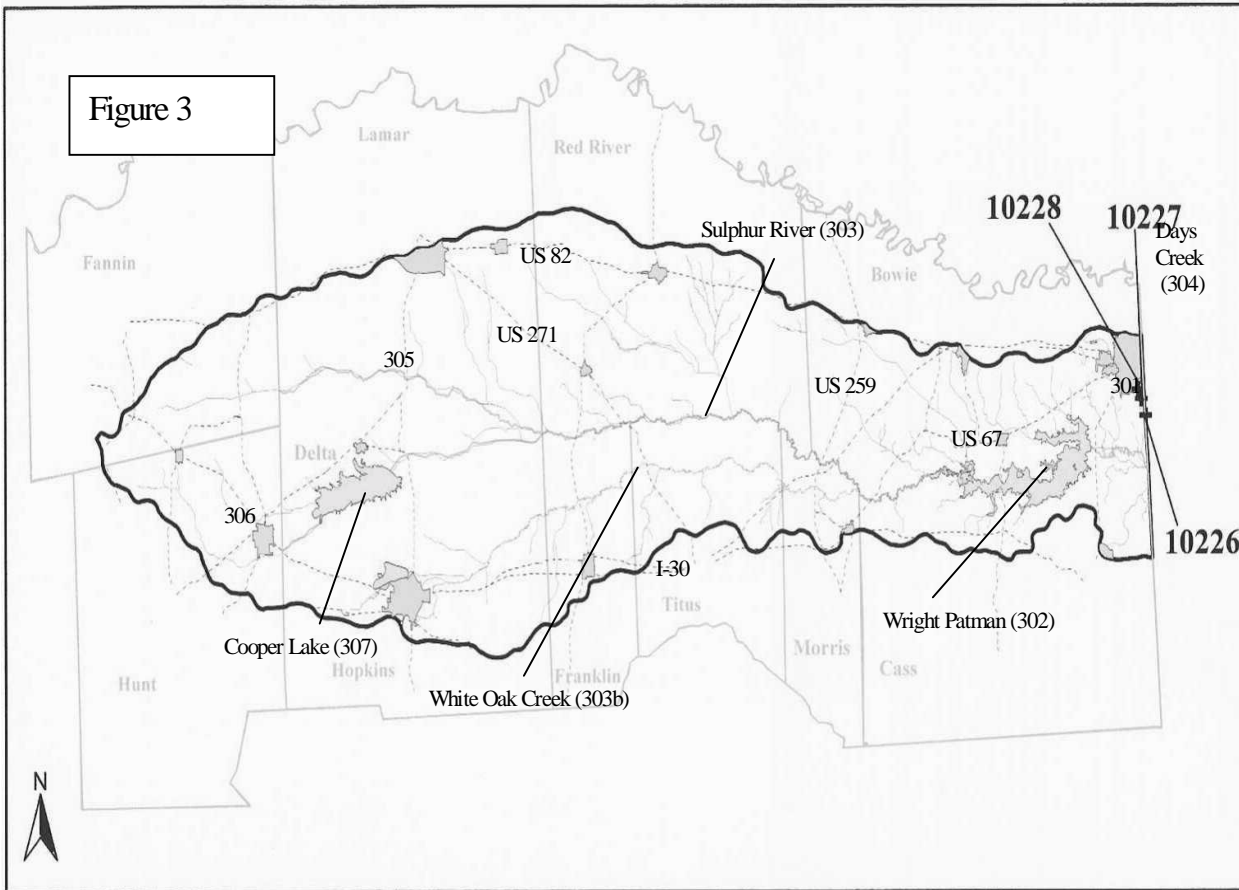 Figure 3
Lamar
Red River
10228
10227
Days
Creek
(304)
Sulphur River (303)
Fannin
US 82
Bowie
US 271
305
US 259
301
US 67
Delta
306
10226
I-30
Titus
Wright Patman (302)
Cooper Lake (307)
Hopkins
Morris
Cass
Franklin
Hunt
White Oak Creek (303b)
N